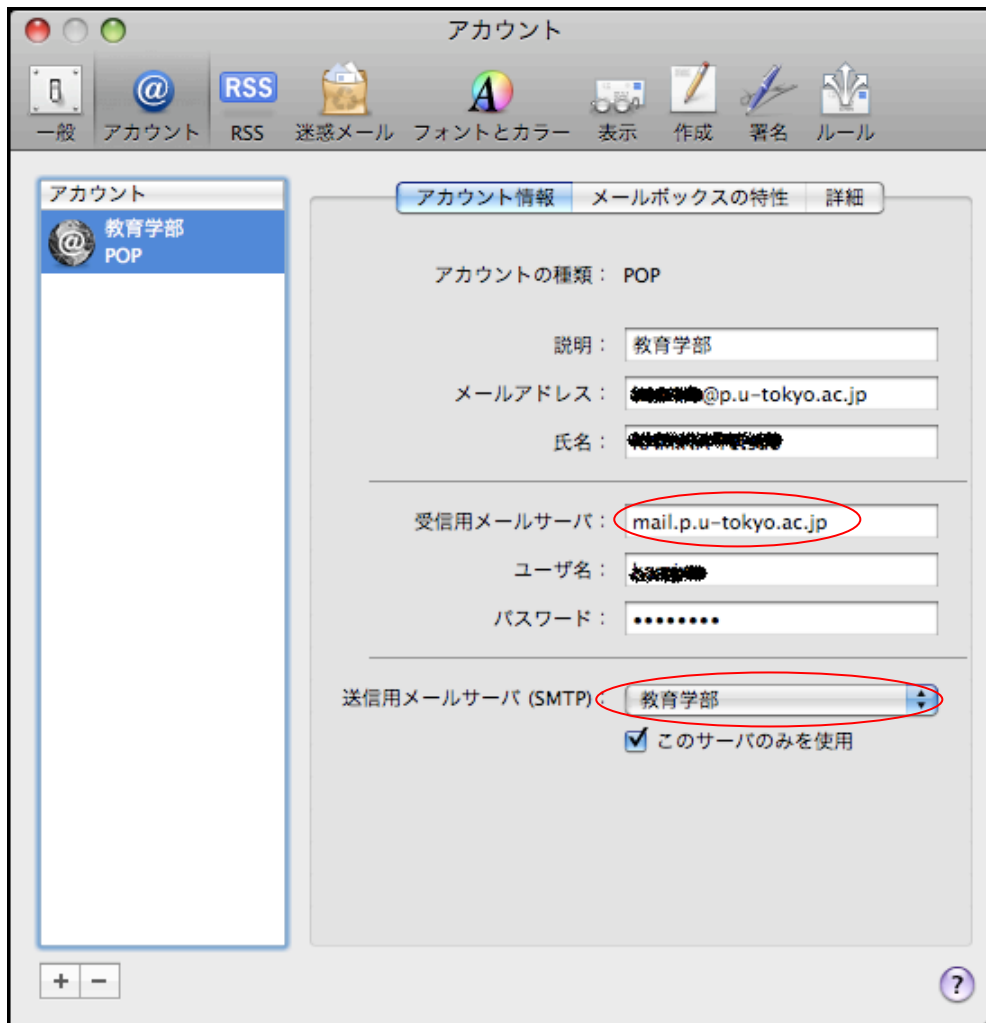 アカウント
一般 アカウント RSS 迷惑メール フォントとカラー 表示 作成 署名 ルール
アカウント
教育学部
POP
アカウント情報 メールボックスの特性 詳細
アカウントの種類： POP
説明： 教育学部
メールアドレス： @p.u-tokyo.ac.jp
氏名：
受信用メールサーバ： mail.p.u-tokyo.ac.jp
ユーザ名：
パスワード： ••••••••
送信用メールサーバ (SMTP)： 教育学部
このサーバのみを使用
+ −
?